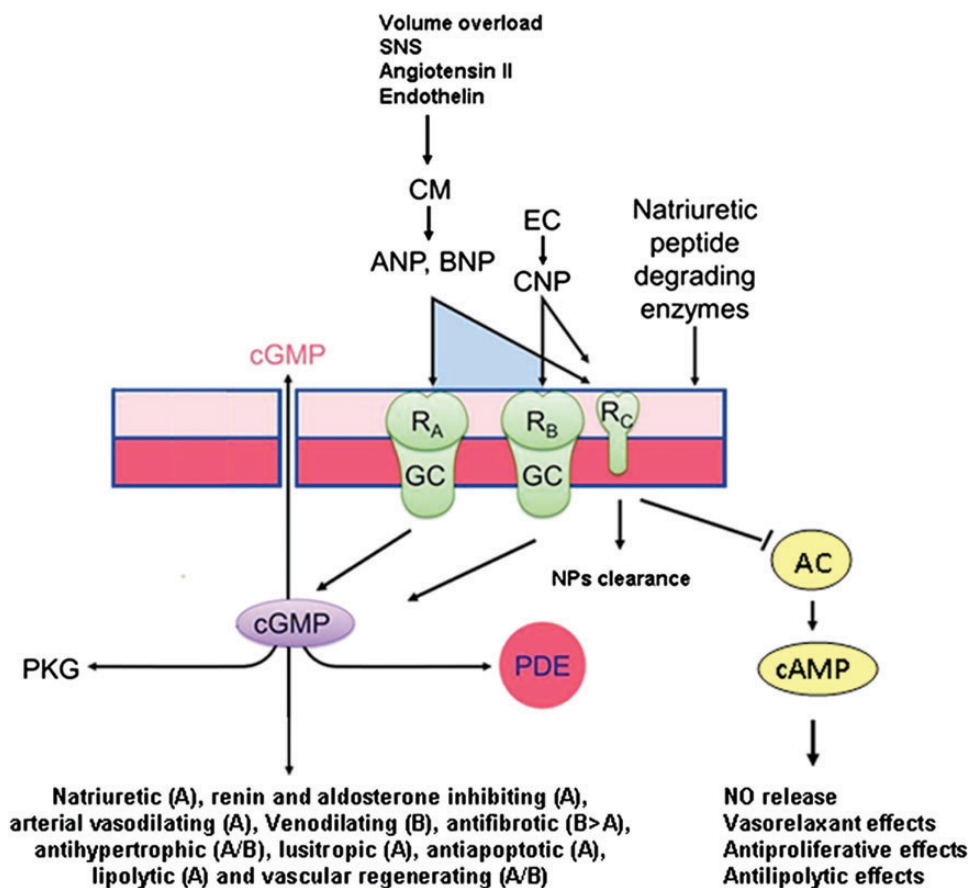 Volume overload
SNS
Angiotensin II
Endothelin
CM
ANP, BNP
EC
CNP
Natriuretic
peptide
degrading
enzymes
cGMP
RA
RB
RC
GC
GC
NPs clearance
AC
cGMP
PKG
PDE
cAMP
Natriuretic (A), renin and aldosterone inhibiting (A),
arterial vasodilating (A), Venodilating (B), antifibrotic (B>A),
antihypertrophic (A/B), lusitropic (A), antiapoptotic (A),
lipolytic (A) and vascular regenerating (A/B)
NO release
Vasorelaxant effects
Antiproliferative effects
Antilipolytic effects